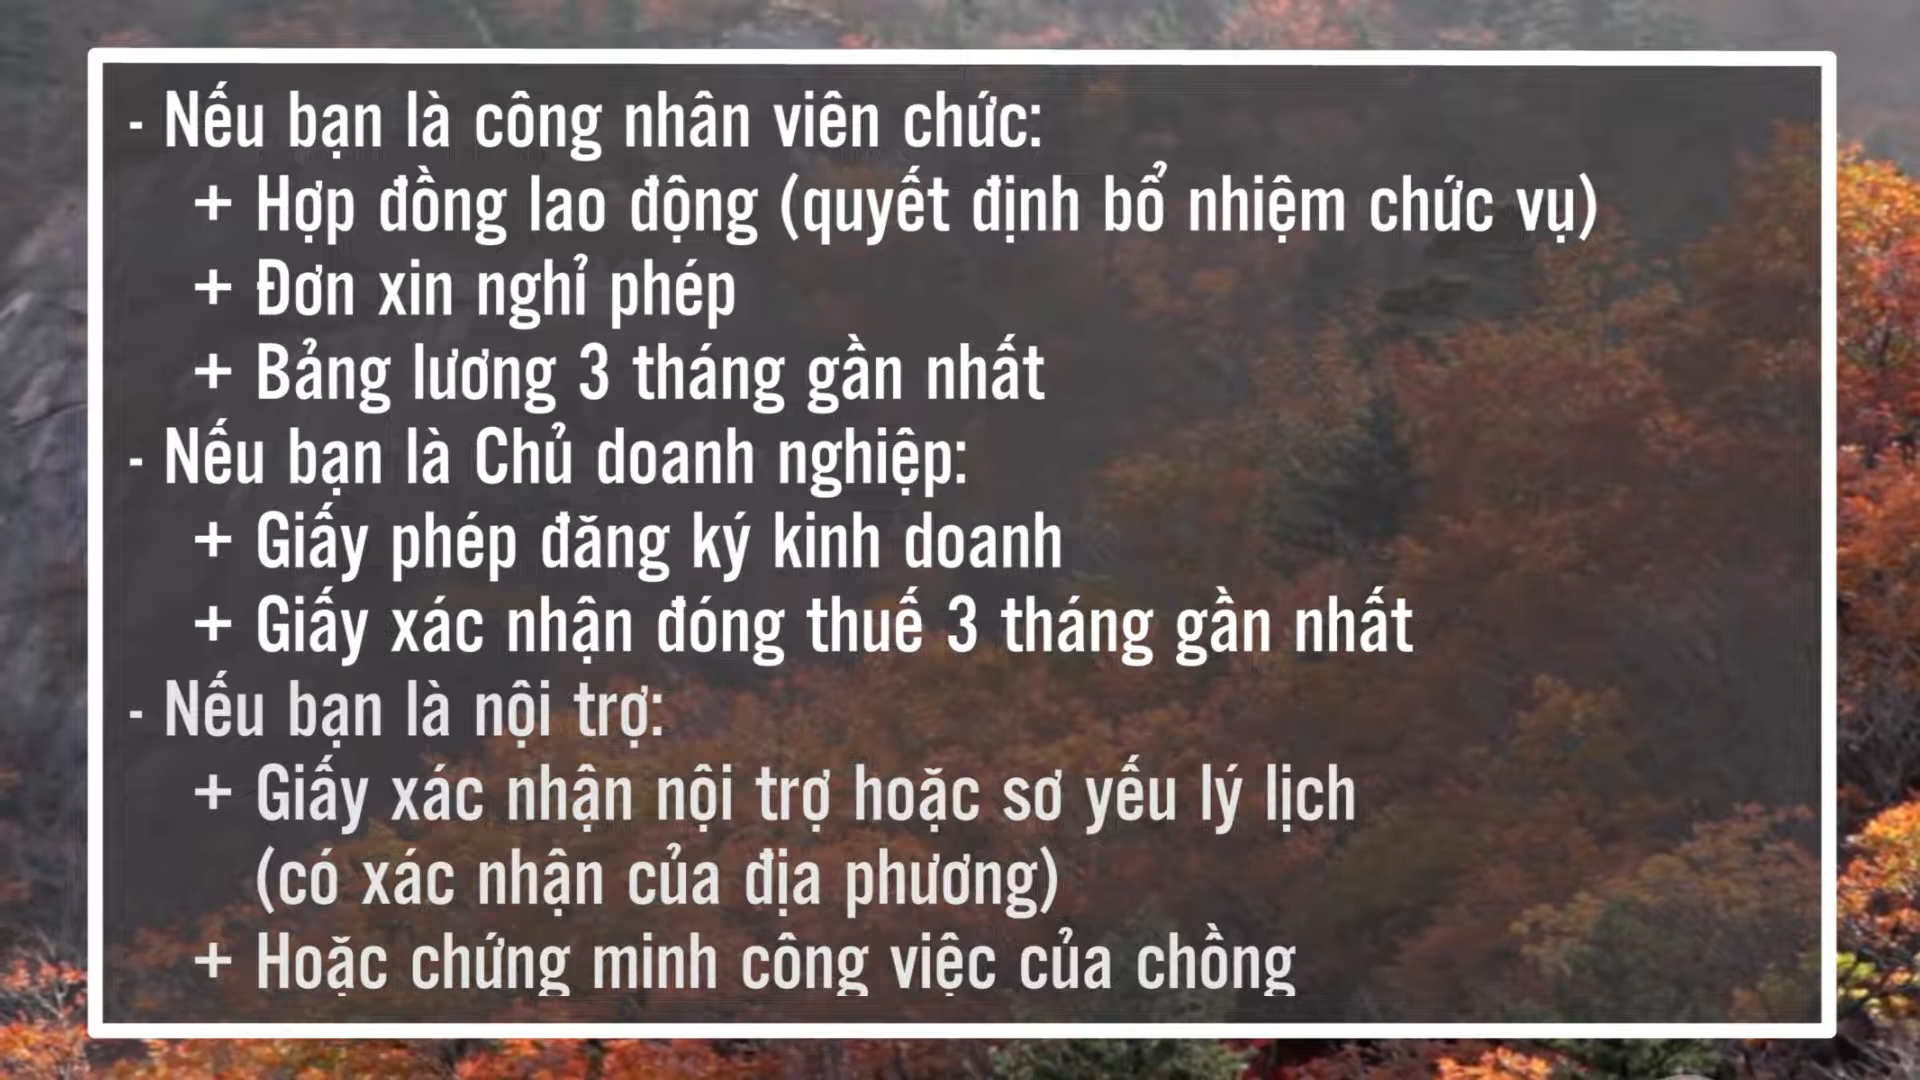 - Nếu bạn là công nhân viên chức:
+ Hợp đồng lao động (quyết định bổ nhiệm chức vụ)
+ Đơn xin nghỉ phép
+ Bảng lương 3 tháng gần nhất
- Nếu bạn là Chủ doanh nghiệp:
+ Giấy phép đăng ký kinh doanh
+ Giấy xác nhận đóng thuế 3 tháng gần nhất
- Nếu bạn là nội trợ:
+ Giấy xác nhận nội trợ hoặc sơ yếu lý lịch
(có xác nhận của địa phương)
+ Hoặc chứng minh công việc của chồng